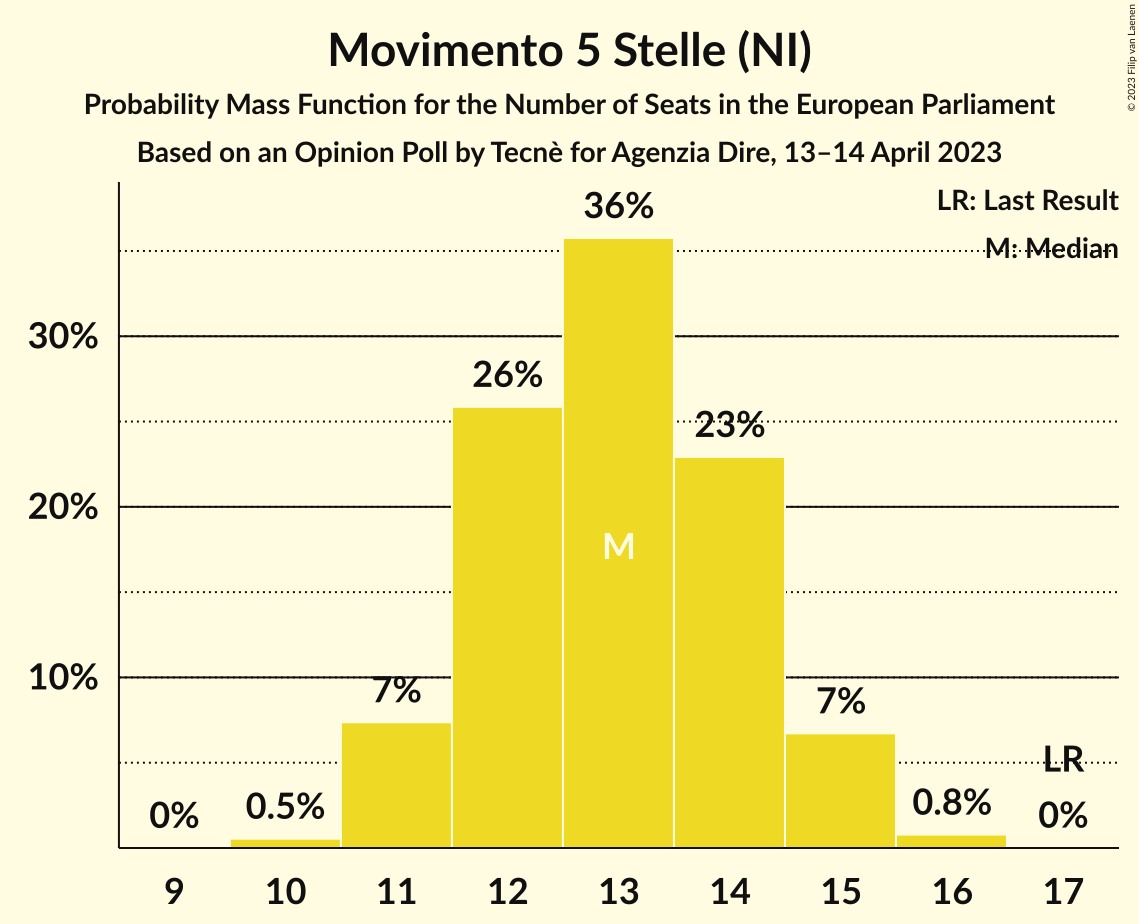 Movimento 5 Stelle (NI)
Probability Mass Function for the Number of Seats in the European Parliament
Based on an Opinion Poll by Tecnè for Agenzia Dire, 13–14 April 2023
© 2023 Filip van Laenen
LR: Last Result
M: Median
36%
30%
26%
23%
20%
M
10%
7%
7%
LR
0%
0.5%
0.8%
0%
9 10 11 12 13 14 15 16 17